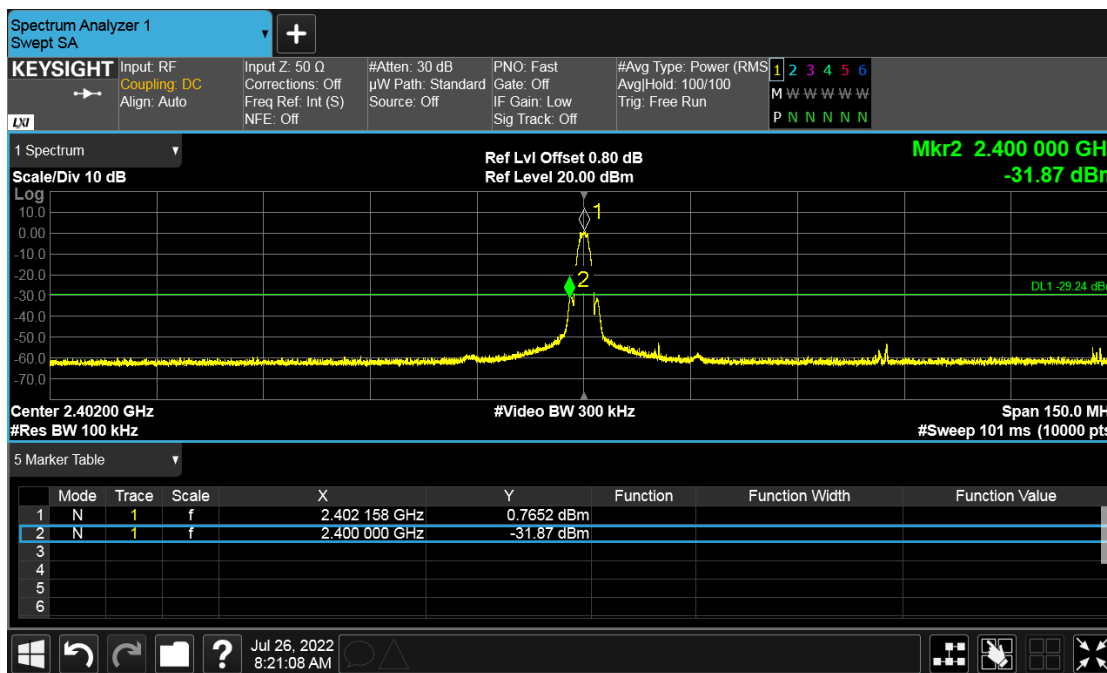 Spectrum Analyzer 1
Swept SA
KEYSIGHT
LXI
Input: RF
Coupling: DC
Align: Auto
Input Z: 50 Ω
Corrections: Off
Freq Ref: Int (S)
NFE: Off
#Atten: 30 dB
µW Path: Standard
Source: Off
PNO: Fast
Gate: Off
IF Gain: Low
Sig Track: Off
#Avg Type: Power (RMS
Avg|Hold: 100/100
Trig: Free Run
1 2 3 4 5 6
M W W W W W
P N N N N N
1 Spectrum
Scale/Div 10 dB
Ref Lvl Offset 0.80 dB
Ref Level 20.00 dBm
Mkr2 2.400 000 GH
-31.87 dBm
Log
10.0
0.00
-10.0
-20.0
-30.0
-40.0
-50.0
-60.0
-70.0
1
2
DL1 -29.24 dB
Center 2.40200 GHz
#Video BW 300 kHz
Span 150.0 MH
#Res BW 100 kHz
#Sweep 101 ms (10000 pts
5 Marker Table
Mode Trace Scale X Y Function Function Width Function Value
1 N 1 f 2.402 158 GHz 0.7652 dBm
2 N 1 f 2.400 000 GHz -31.87 dBm
3
4
5
6
?
Jul 26, 2022
8:21:08 AM